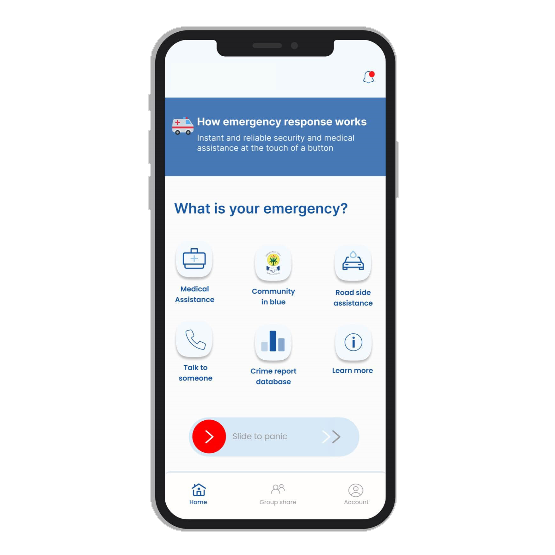 How emergency response works
Instant and reliable security and medical
assistance at the touch of a button
What is your emergency?
Medical
Assistance
Community
in blue
Road side
assistance
Talk to
someone
Crime report
database
Learn more
Slide to panic
Home
Group share
Account